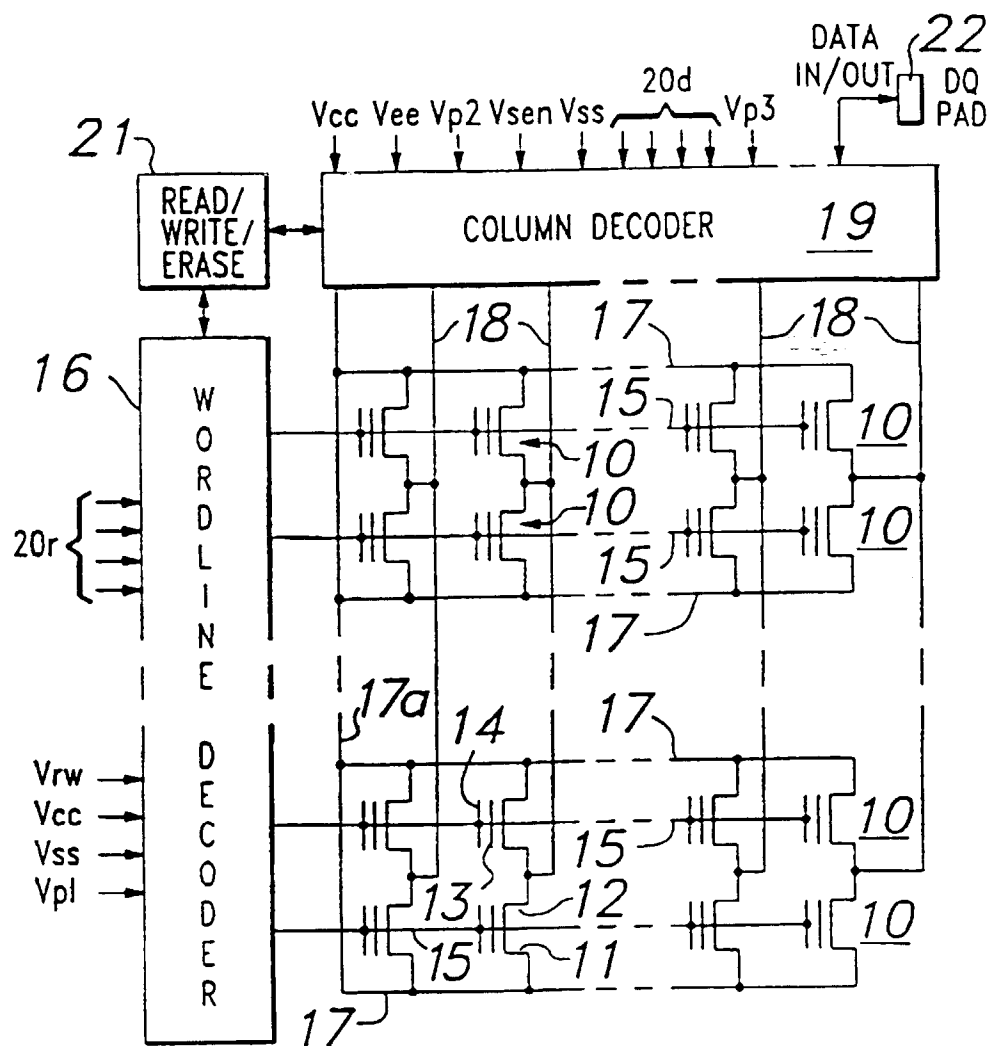 DATA IN/OUT
22
DQ PAD
20d
Vcc Vee Vp2 Vsen Vss Vp3
21
READ/
WRITE/
ERASE
COLUMN DECODER
19
18
17
18
16
15
10
10
WORDLINE DECODER
10
20r
10
15
17
17a
14
17
Vrw
Vcc
Vss
Vpl
15
10
13
12
10
15
11
17